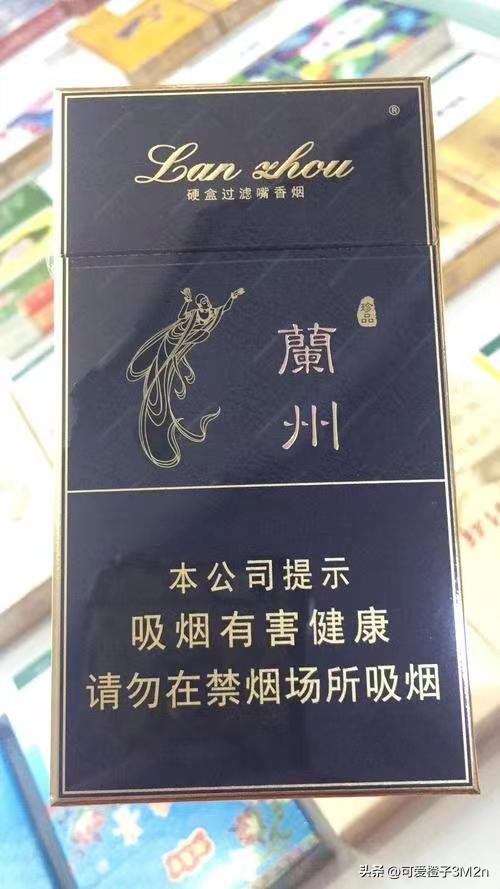 ®
Lan zhou
硬盒过滤嘴香烟
珍品
蘭
州
本公司提示
吸烟有害健康
请勿在禁烟场所吸烟
头条 @可爱橙子3M2n